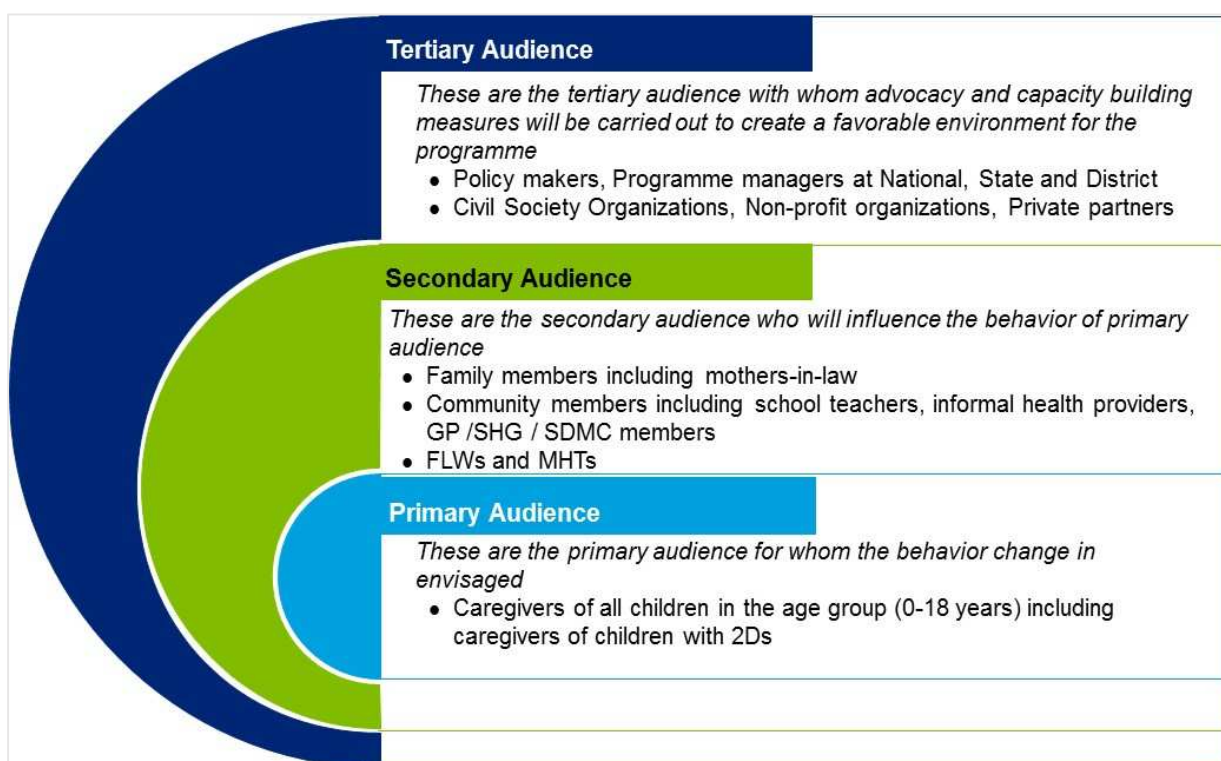 Tertiary Audience
These are the tertiary audience with whom advocacy and capacity building
measures will be carried out to create a favorable environment for the
programme
• Policy makers, Programme managers at National, State and District
• Civil Society Organizations, Non-profit organizations, Private partners
Secondary Audience
These are the secondary audience who will influence the behavior of primary
audience
• Family members including mothers-in-law
• Community members including school teachers, informal health providers,
GP /SHG / SDMC members
• FLWs and MHTs
Primary Audience
These are the primary audience for whom the behavior change in
envisaged
• Caregivers of all children in the age group (0-18 years) including
caregivers of children with 2Ds